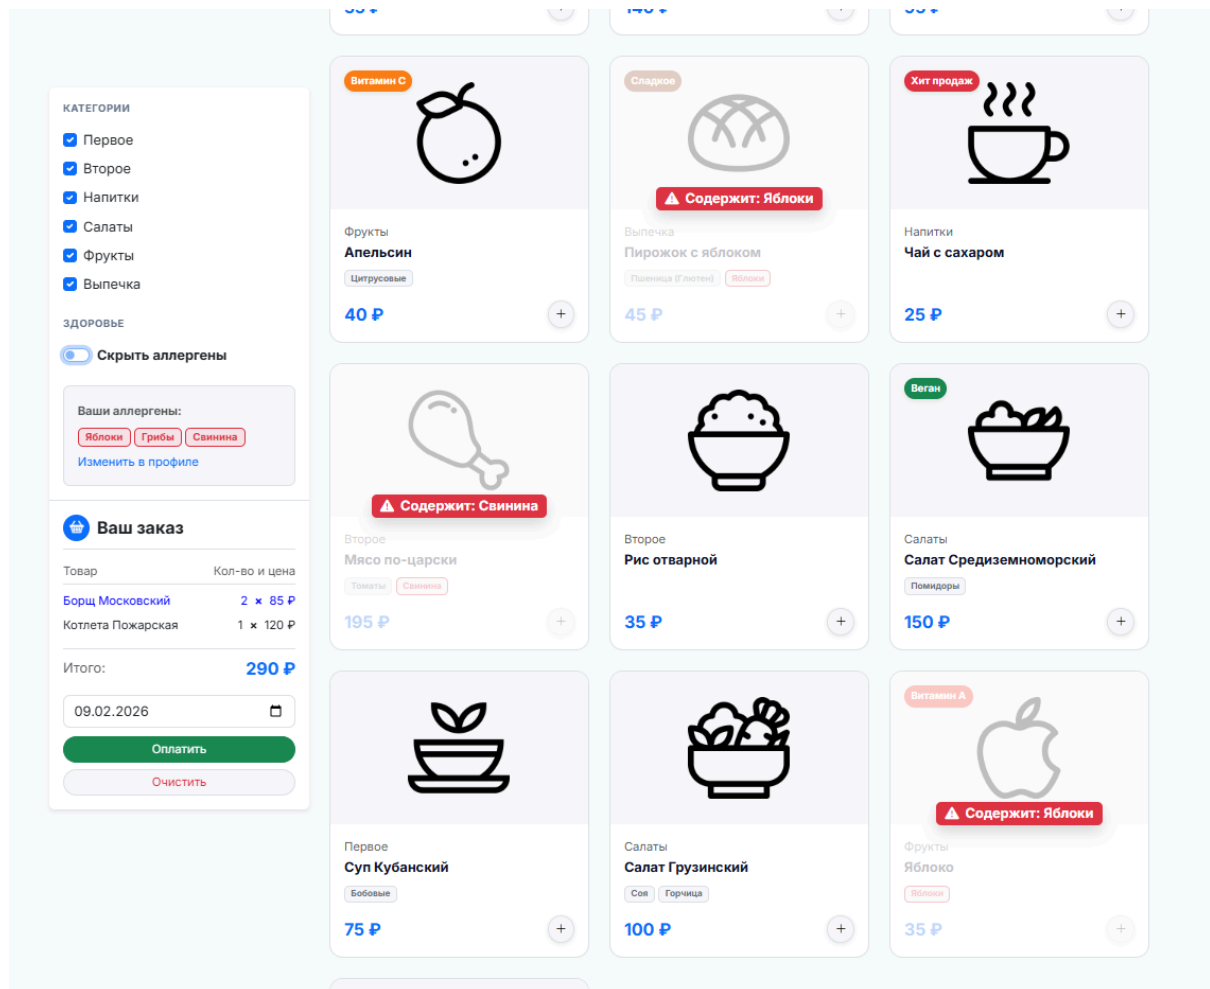 КАТЕГОРИИ
Первое
Второе
Напитки
Салаты
Фрукты
Выпечка
ЗДОРОВЬЕ
Скрыть аллергены
Ваши аллергены:
Яблоки Грибы Свинина
Изменить в профиле
Ваш заказ
Товар Кол-во и цена
Борщ Московский 2 × 85 ₽
Котлета Пожарская 1 × 120 ₽
Итого: 290 ₽
09.02.2026
Оплатить
Очистить
Витамин C
Фрукты
Апельсин
Цитрусовые
40 ₽ +
Сладкое
Содержит: Яблоки
Выпечка
Пирожок с яблоком
Пшеница (Глютен) Яблоки
45 ₽ +
Хит продаж
Напитки
Чай с сахаром
25 ₽ +
Содержит: Свинина
Второе
Мясо по-царски
Томаты Свинина
195 ₽ +
Второе
Рис отварной
35 ₽ +
Веган
Салаты
Салат Средиземноморский
Помидоры
150 ₽ +
Первое
Суп Кубанский
Бобовые
75 ₽ +
Салаты
Салат Грузинский
Соя Горчица
100 ₽ +
Витамин A
Содержит: Яблоки
Фрукты
Яблоко
Яблоки
35 ₽ +